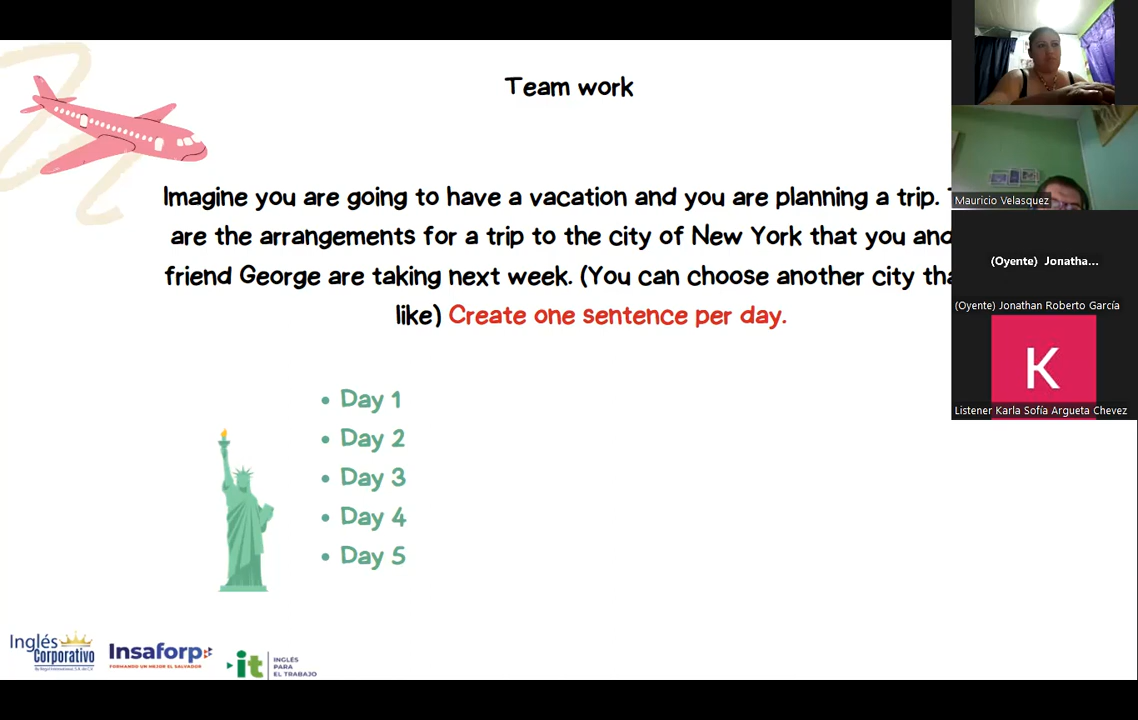 Team work
Imagine you are going to have a vacation and you are planning a trip.
are the arrangements for a trip to the city of New York that you and
friend George are taking next week. (You can choose another city
like) Create one sentence per day.
• Day 1
• Day 2
• Day 3
• Day 4
• Day 5
Inglés
Corporativo
Insaforp
FORMANDO UN MEJOR EL SALVADOR
it
INGLÉS
PARA
EL TRABAJO
Mauricio Velasquez
(Oyente) Jonatha...
(Oyente) Jonathan Roberto García
K
Listener Karla Sofía Argueta Chevez